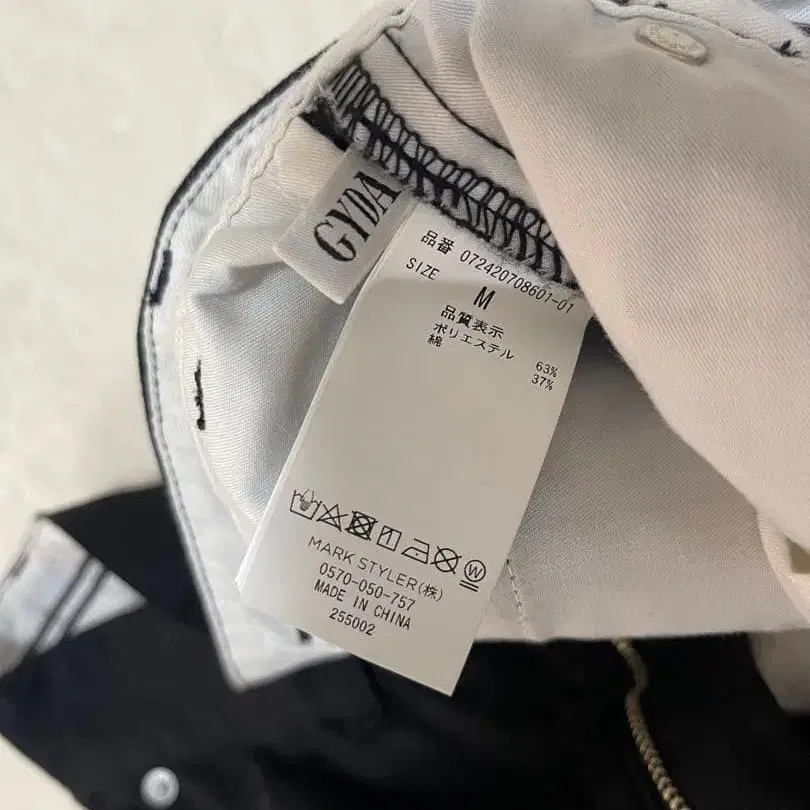 GYDA
品番 072420708601-01
SIZE M
品質表示
ポリエステル 63%
綿 37%
MARK STYLER(株)
0570-050-757
MADE IN CHINA
255002